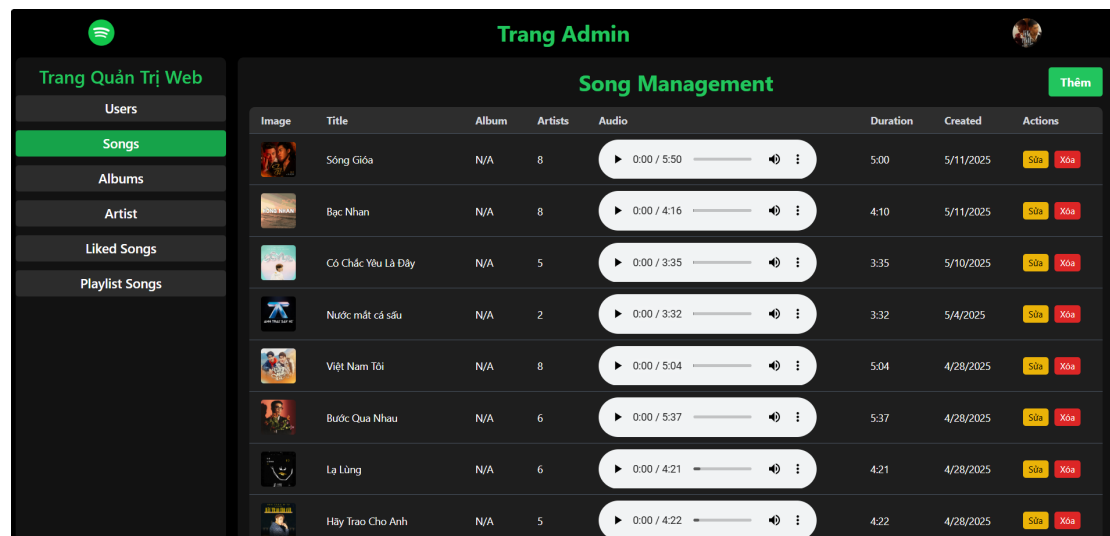 Trang Admin
Trang Quản Trị Web
Users
Songs
Albums
Artist
Liked Songs
Playlist Songs
Song Management
Thêm
Image Title Album Artists Audio Duration Created Actions
Sóng Gióa N/A 8 0:00 / 5:50 5:00 5/11/2025 Sửa Xóa
Bạc Nhan N/A 8 0:00 / 4:16 4:10 5/11/2025 Sửa Xóa
Có Chắc Yêu Là Đây N/A 5 0:00 / 3:35 3:35 5/10/2025 Sửa Xóa
Nước mắt cá sấu N/A 2 0:00 / 3:32 3:32 5/4/2025 Sửa Xóa
Việt Nam Tôi N/A 8 0:00 / 5:04 5:04 4/28/2025 Sửa Xóa
Bước Qua Nhau N/A 6 0:00 / 5:37 5:37 4/28/2025 Sửa Xóa
Lạ Lùng N/A 6 0:00 / 4:21 4:21 4/28/2025 Sửa Xóa
Hãy Trao Cho Anh N/A 5 0:00 / 4:22 4:22 4/28/2025 Sửa Xóa